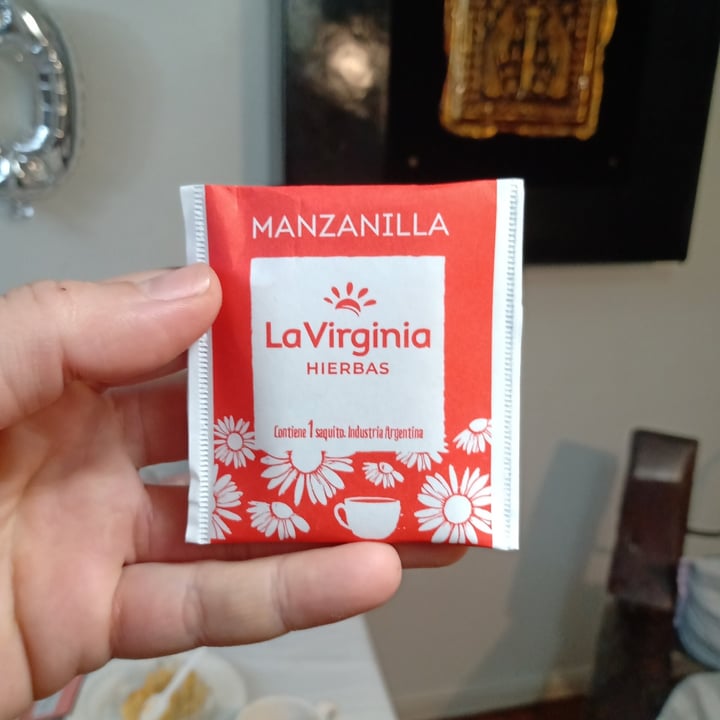 MANZANILLA
La Virginia
HIERBAS
Contiene 1 saquito. Industria Argentina